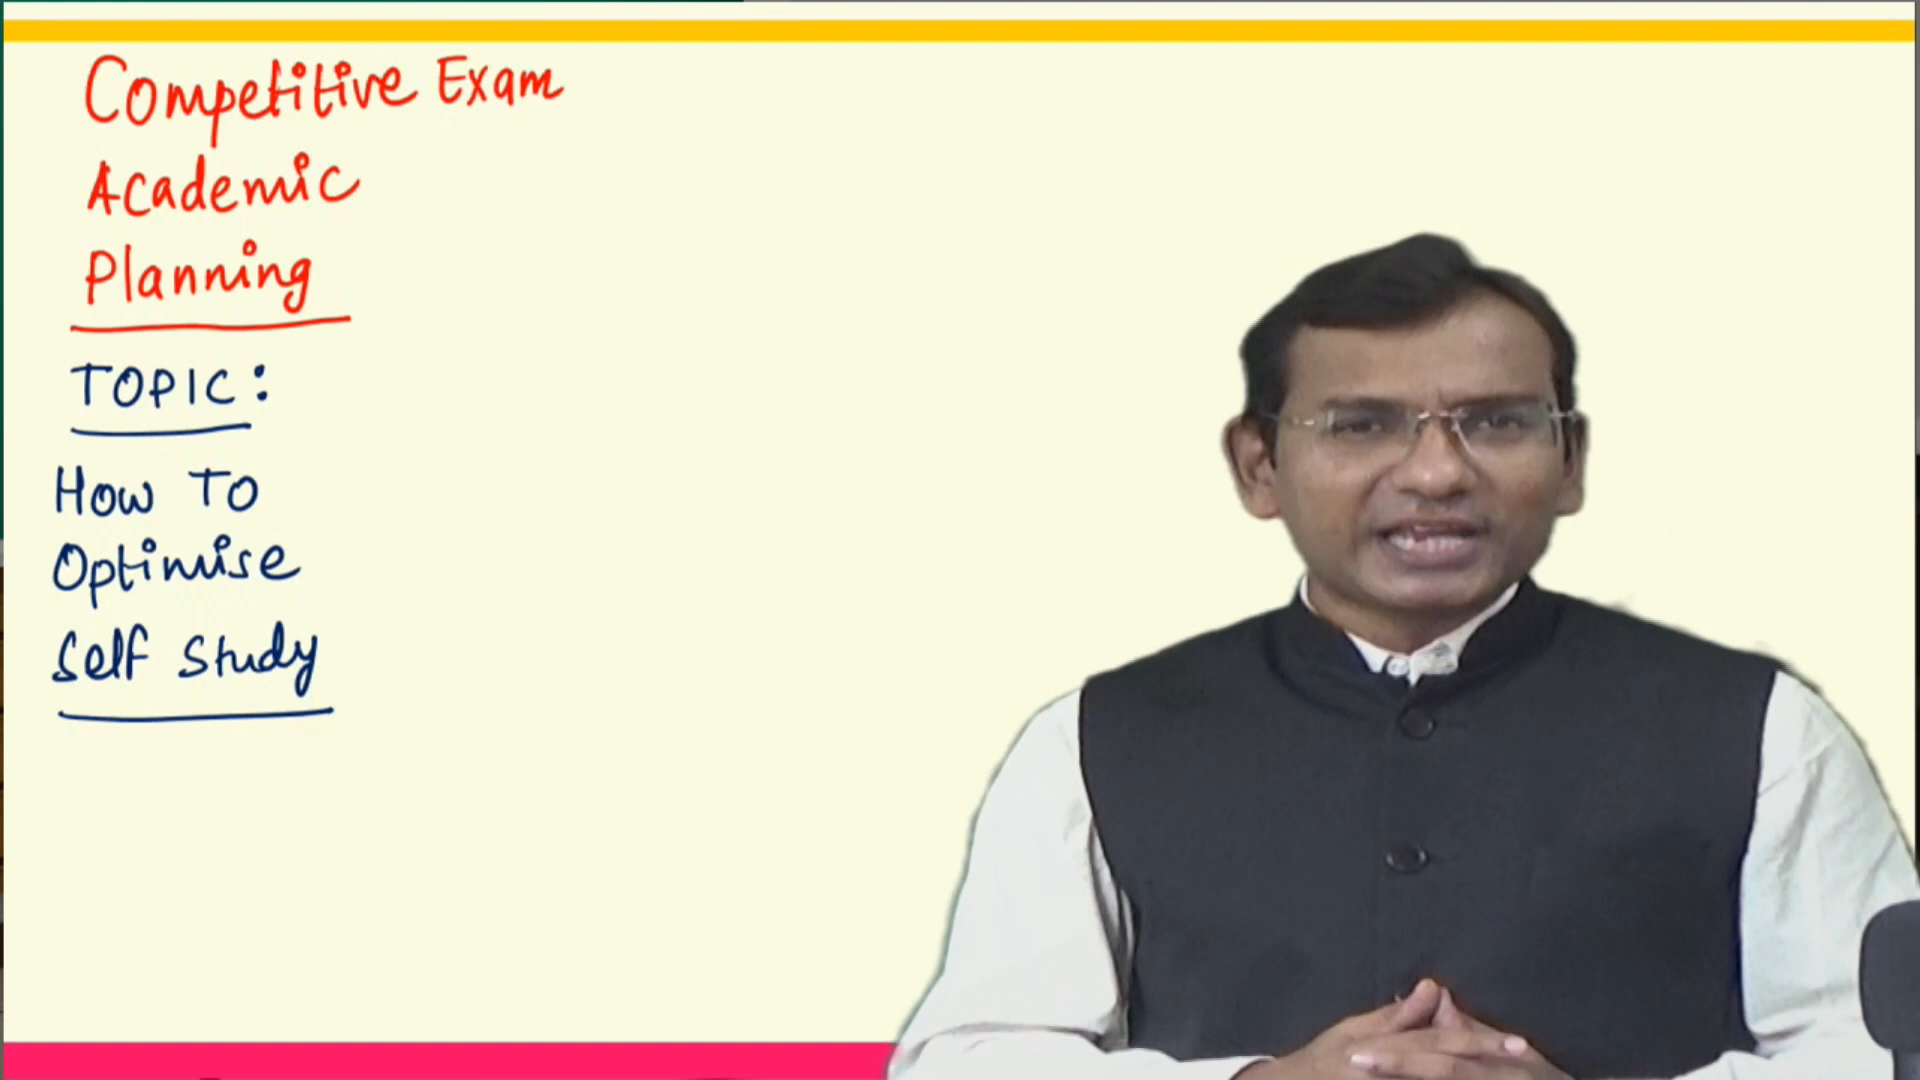 Competitive Exam
Academic
Planning
TOPIC:
How To
Optimise
Self Study